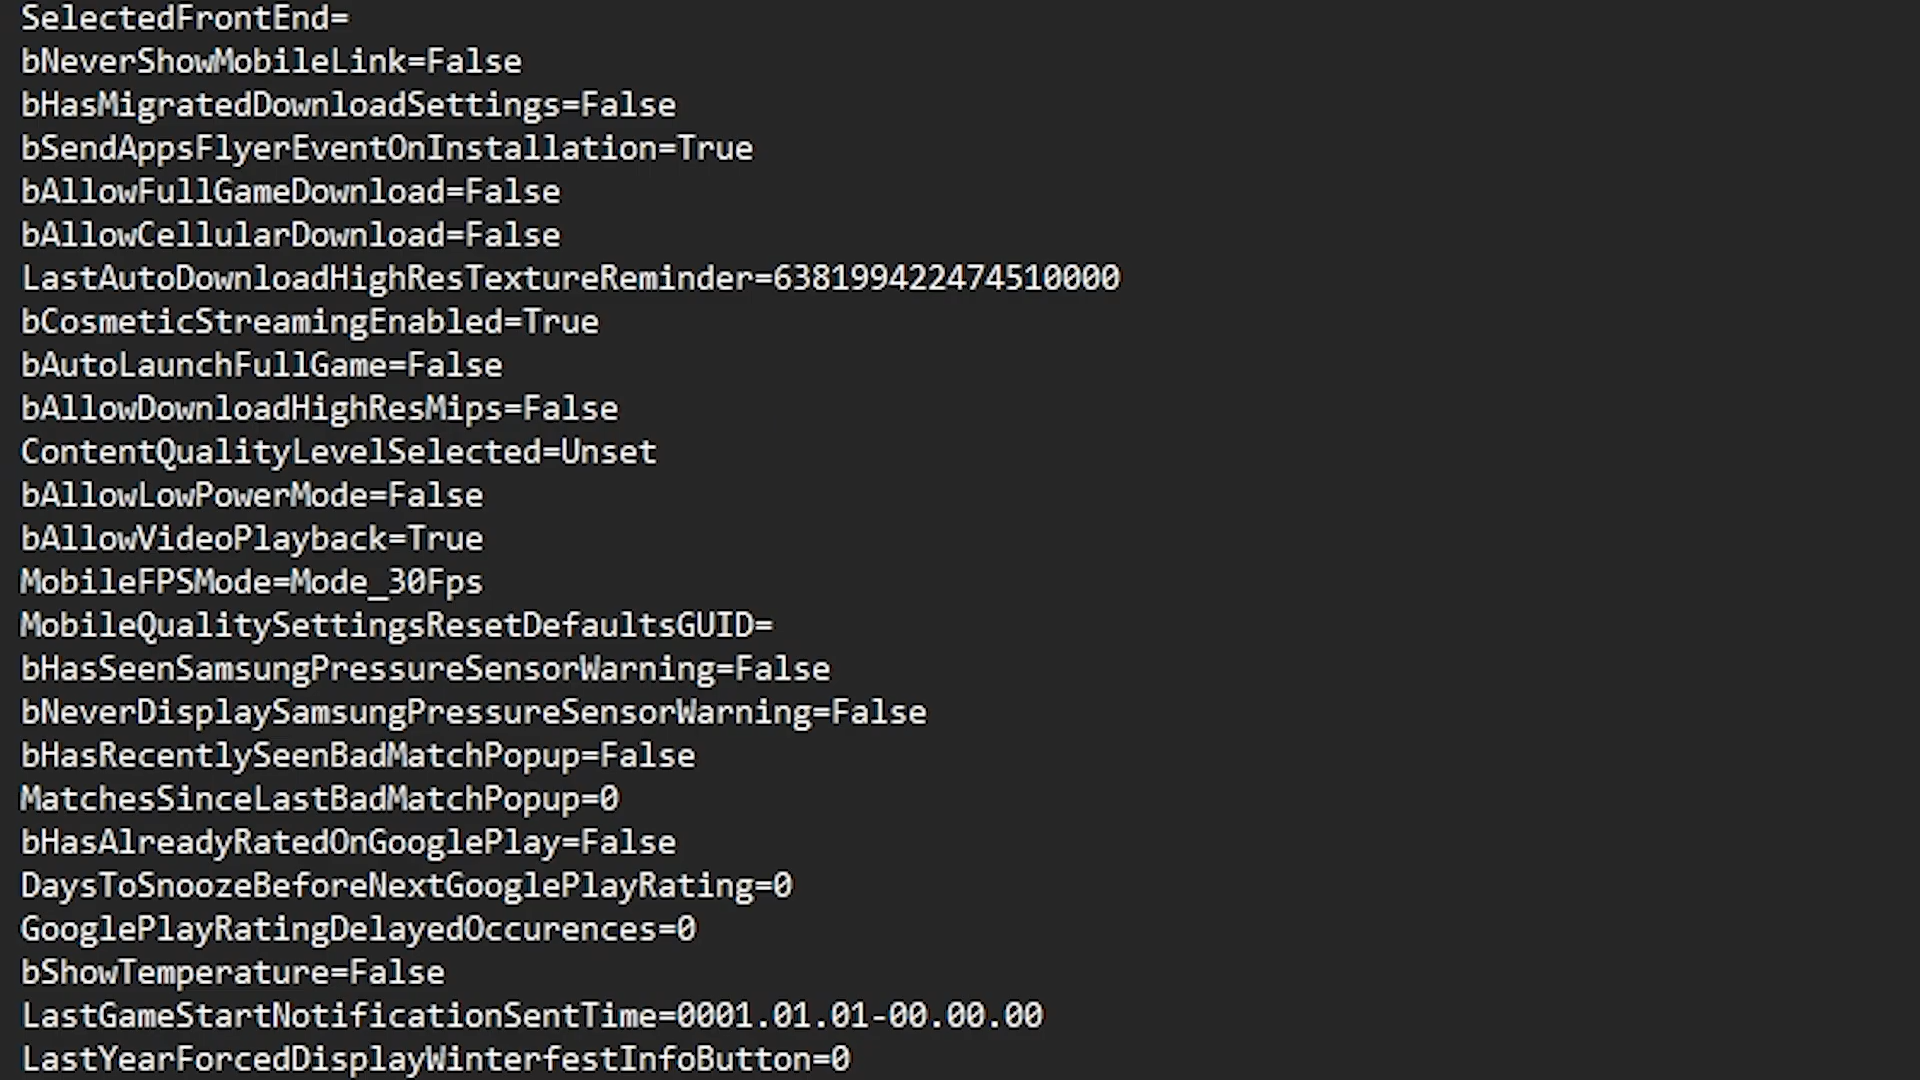 SelectedFrontEnd=
bNeverShowMobileLink=False
bHasMigratedDownloadSettings=False
bSendAppsFlyerEventOnInstallation=True
bAllowFullGameDownload=False
bAllowCellularDownload=False
LastAutoDownloadHighResTextureReminder=638199422474510000
bCosmeticStreamingEnabled=True
bAutoLaunchFullGame=False
bAllowDownloadHighResMips=False
ContentQualityLevelSelected=Unset
bAllowLowPowerMode=False
bAllowVideoPlayback=True
MobileFPSMode=Mode_30Fps
MobileQualitySettingsResetDefaultsGUID=
bHasSeenSamsungPressureSensorWarning=False
bNeverDisplaySamsungPressureSensorWarning=False
bHasRecentlySeenBadMatchPopup=False
MatchesSinceLastBadMatchPopup=0
bHasAlreadyRatedOnGooglePlay=False
DaysToSnoozeBeforeNextGooglePlayRating=0
GooglePlayRatingDelayedOccurences=0
bShowTemperature=False
LastGameStartNotificationSentTime=0001.01.01-00.00.00
LastYearForcedDisplayWinterfestInfoButton=0